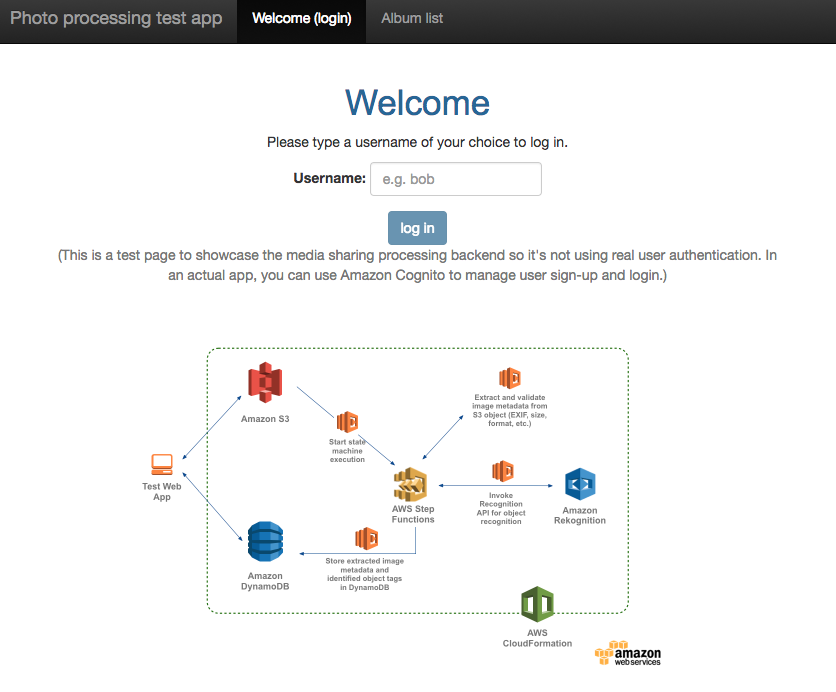 Photo processing test app
Welcome (login)
Album list
Welcome
Please type a username of your choice to log in.
Username:
e.g. bob
log in
(This is a test page to showcase the media sharing processing backend so it's not using real user authentication. In
an actual app, you can use Amazon Cognito to manage user sign-up and login.)
Amazon S3
Extract and validate
image metadata from
S3 object (EXIF, size,
format, etc.)
Start state
machine
execution
Test Web
App
AWS Step
Functions
Invoke
Recognition
API for object
recognition
Amazon
Rekognition
Amazon
DynamoDB
Store extracted image
metadata and
identified object tags
in DynamoDB
AWS
CloudFormation
amazon
web services